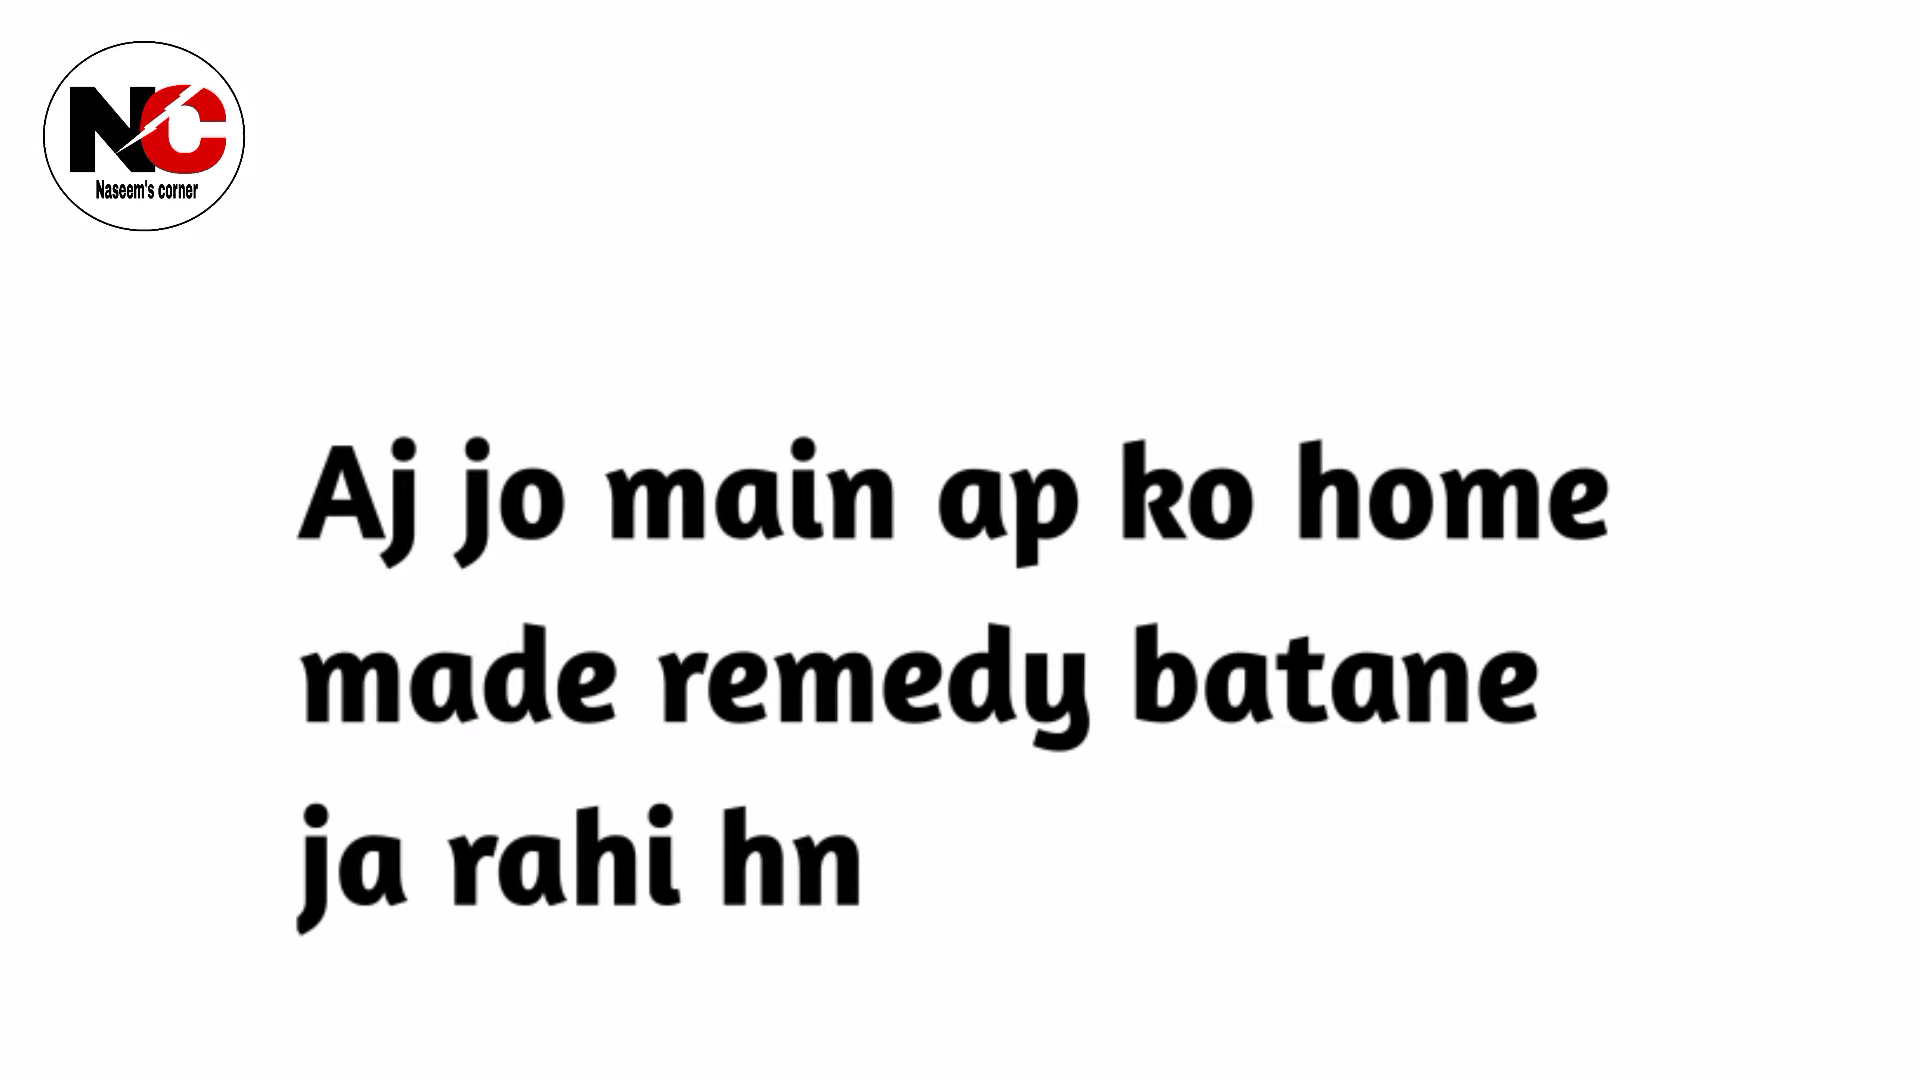 NC
Naseem's corner
Aj jo main ap ko home
made remedy batane
ja rahi hn